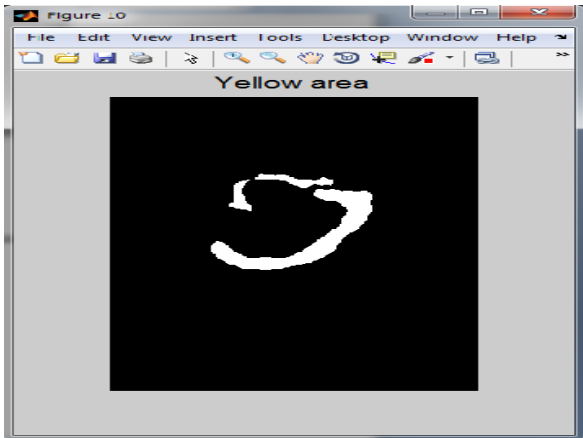 Figure 10
File Edit View Insert Tools Desktop Window Help
Yellow area